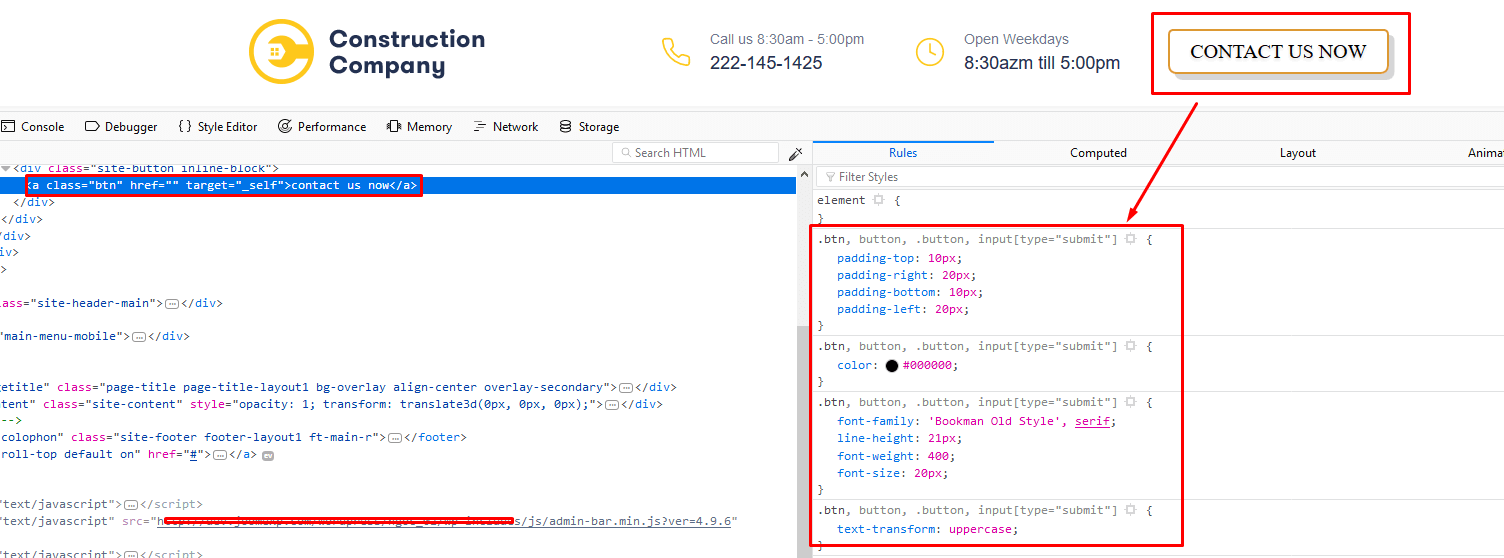 Construction
Company
Call us 8:30am - 5:00pm
222-145-1425
Open Weekdays
8:30azm till 5:00pm
CONTACT US NOW
Console
Debugger
{} Style Editor
Performance
Memory
Network
Storage
Search HTML
<div class="site-button inline-block">
<a class="btn" href="" target="_self">contact us now</a>
</div>
</div>
/div>
iv>
>
lass="site-header-main">…</div>
"main-menu-mobile">…</div>
getitle" class="page-title page-title-layout1 bg-overlay align-center overlay-secondary">…</div>
ntent" class="site-content" style="opacity: 1; transform: translate3d(0px, 0px, 0px);">…</div>
-->
colophon" class="site-footer footer-layout1 ft-main-r">…</footer>
roll-top default on" href="#">…</a> ev
"text/javascript">…</script>
"text/javascript" src="h s/js/admin-bar.min.js?ver=4.9.6"
"text/javascript">…</script>
Rules
Computed
Layout
Animat
Filter Styles
element {
}
.btn, button, .button, input[type="submit"] {
padding-top: 10px;
padding-right: 20px;
padding-bottom: 10px;
padding-left: 20px;
}
.btn, button, .button, input[type="submit"] {
color: #000000;
}
.btn, button, .button, input[type="submit"] {
font-family: 'Bookman Old Style', serif;
line-height: 21px;
font-weight: 400;
font-size: 20px;
}
.btn, button, .button, input[type="submit"] {
text-transform: uppercase;
}